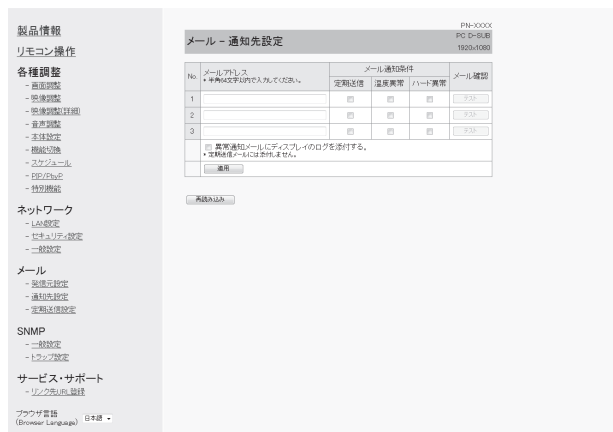 製品情報
リモコン操作
各種調整
- 画面調整
- 映像調整
- 映像調整(詳細)
- 音声調整
- 本体設定
- 機能切換
- スケジュール
- PIP/PbyP
- 特別機能
ネットワーク
- LAN設定
- セキュリティ設定
- 一般設定
メール
- 発信元設定
- 通知先設定
- 定期送信設定
SNMP
- 一般設定
- トラップ設定
サービス・サポート
- リンク先URL登録
ブラウザ言語
(Browser Language) 日本語
PN-XXXX
メール - 通知先設定 PC D-SUB
1920x1080
No. メールアドレス メール通知条件 メール確認
* 半角64文字以内で入力してください。
定期送信 温度異常 ハード異常
1 テスト
2 テスト
3 テスト
異常通知メールにディスプレイのログを添付する。
* 定期送信メールには添付しません。
適用
再読み込み